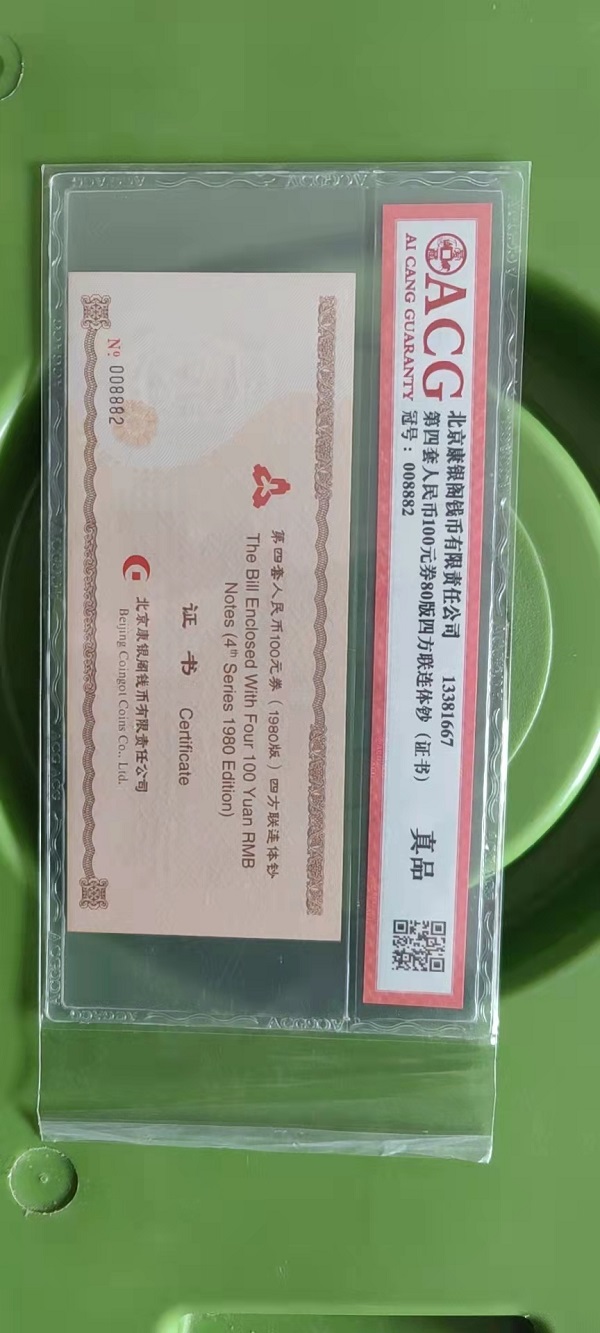 ACG
AI CANG GUARANTY
北京康银阁钱币有限责任公司 13381667
第四套人民币100元券80版四方联连体钞（证书）
冠号：008882
真品
第四套人民币100元券（1980版）四方联连体钞
The Bill Enclosed With Four 100 Yuan RMB
Notes (4th Series 1980 Edition)
证书 Certificate
北京康银阁钱币有限责任公司
Beijing Coingot Coins Co., Ltd.
Nº 008882